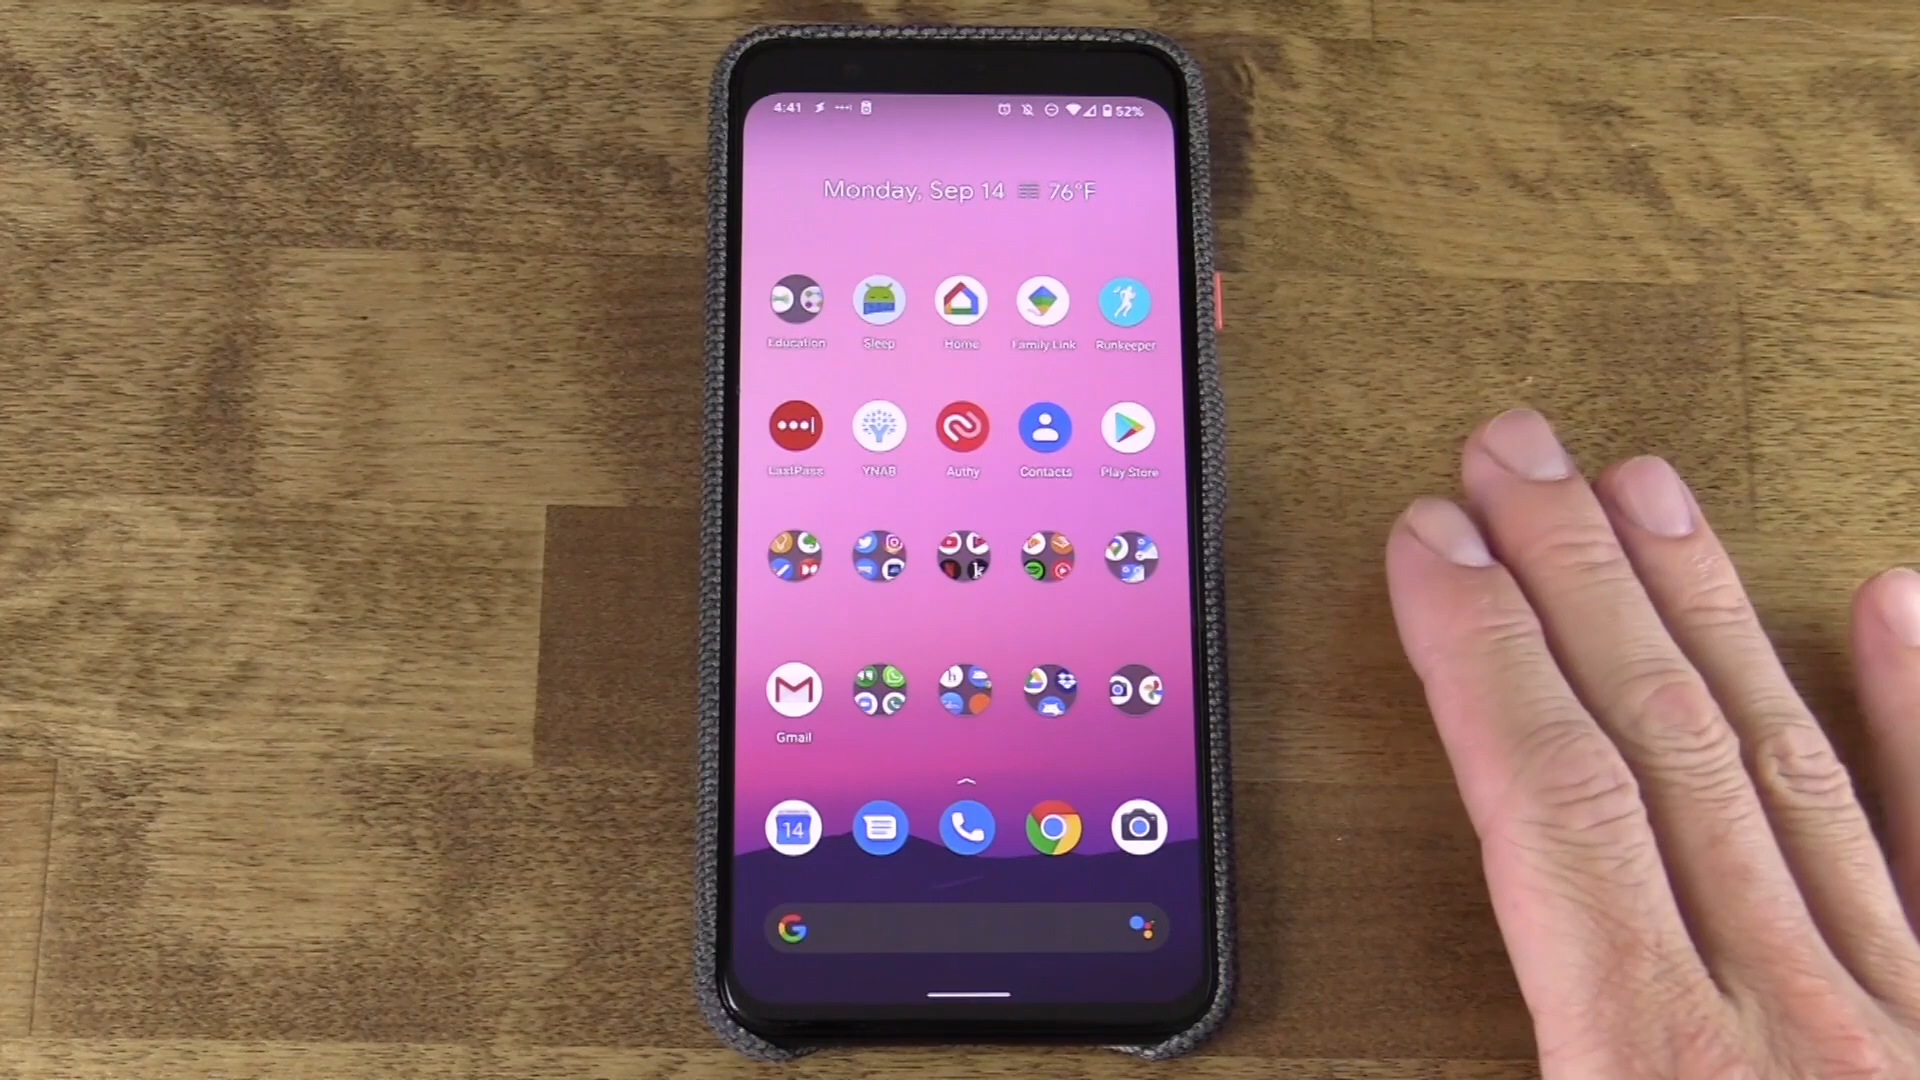 4:41 52%
Monday, Sep 14 76°F
Education Sleep Home Family Link Runkeeper
LastPass YNAB Authy Contacts Play Store
Gmail
14